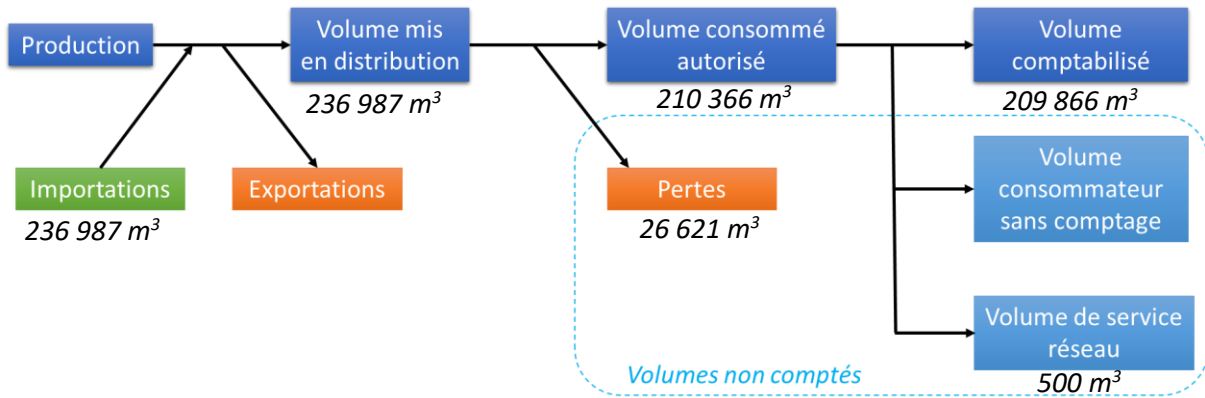 Production
Volume mis
en distribution
236 987 m³
Volume consommé
autorisé
210 366 m³
Volume
comptabilisé
209 866 m³
Importations
236 987 m³
Exportations
Pertes
26 621 m³
Volume
consommateur
sans comptage
Volume de service
réseau
500 m³
Volumes non comptés